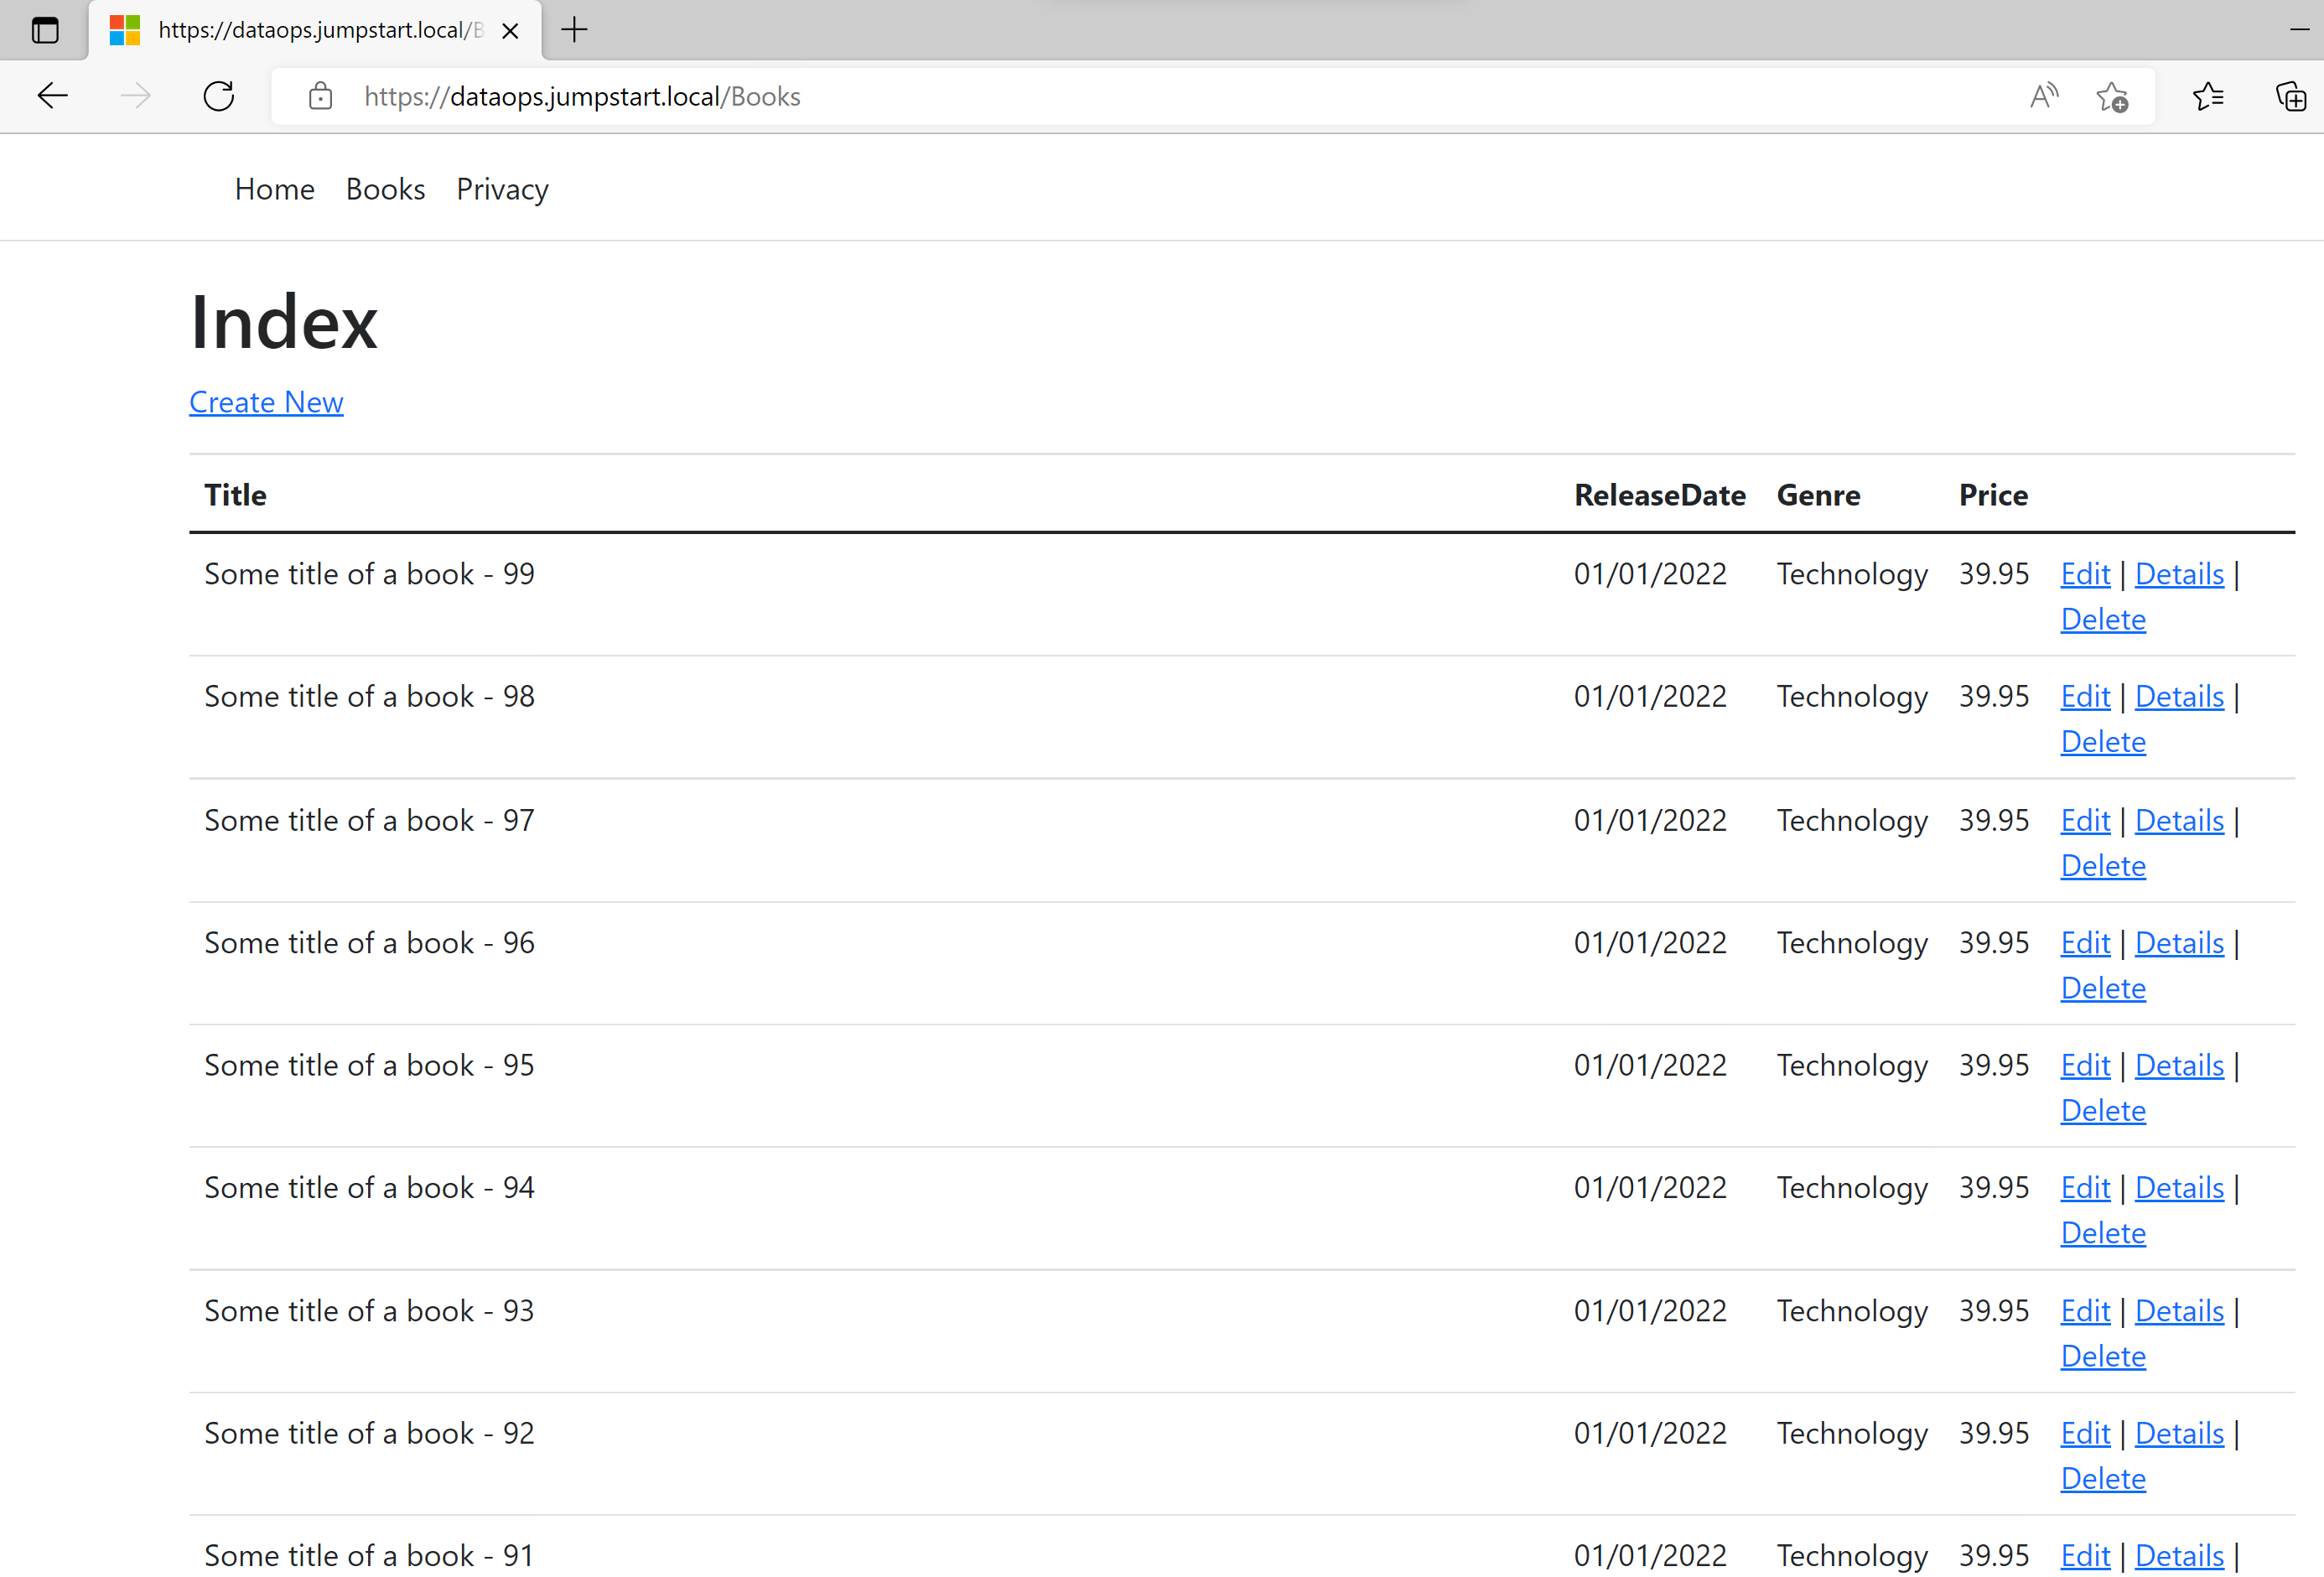 https://dataops.jumpstart.local/B
https://dataops.jumpstart.local/Books
Home Books Privacy
Index
Create New
Title ReleaseDate Genre Price
Some title of a book - 99 01/01/2022 Technology 39.95 Edit | Details |
Delete
Some title of a book - 98 01/01/2022 Technology 39.95 Edit | Details |
Delete
Some title of a book - 97 01/01/2022 Technology 39.95 Edit | Details |
Delete
Some title of a book - 96 01/01/2022 Technology 39.95 Edit | Details |
Delete
Some title of a book - 95 01/01/2022 Technology 39.95 Edit | Details |
Delete
Some title of a book - 94 01/01/2022 Technology 39.95 Edit | Details |
Delete
Some title of a book - 93 01/01/2022 Technology 39.95 Edit | Details |
Delete
Some title of a book - 92 01/01/2022 Technology 39.95 Edit | Details |
Delete
Some title of a book - 91 01/01/2022 Technology 39.95 Edit | Details |